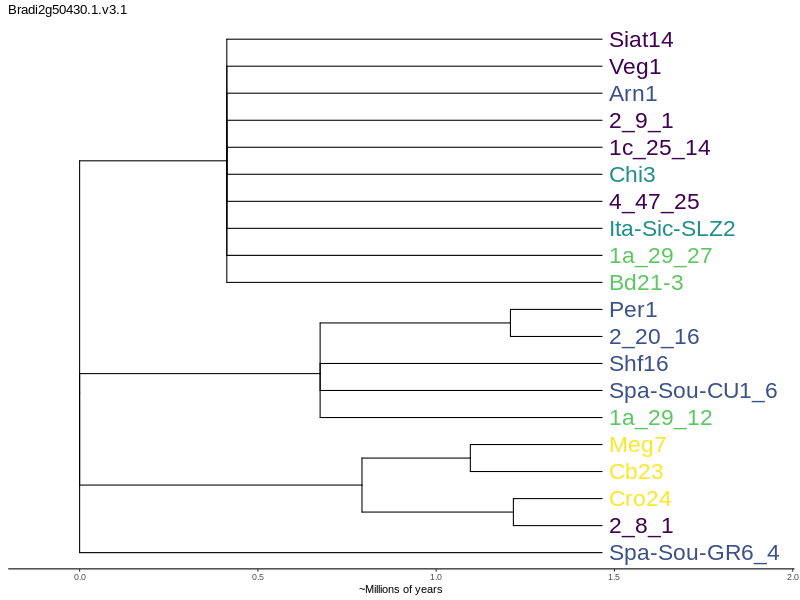 Bradi2g50430.1.v3.1
Siat14
Veg1
Arn1
2_9_1
1c_25_14
Chi3
4_47_25
Ita-Sic-SLZ2
1a_29_27
Bd21-3
Per1
2_20_16
Shf16
Spa-Sou-CU1_6
1a_29_12
Meg7
Cb23
Cro24
2_8_1
Spa-Sou-GR6_4
0.0 0.5 1.0 1.5 2.0
~Millions of years